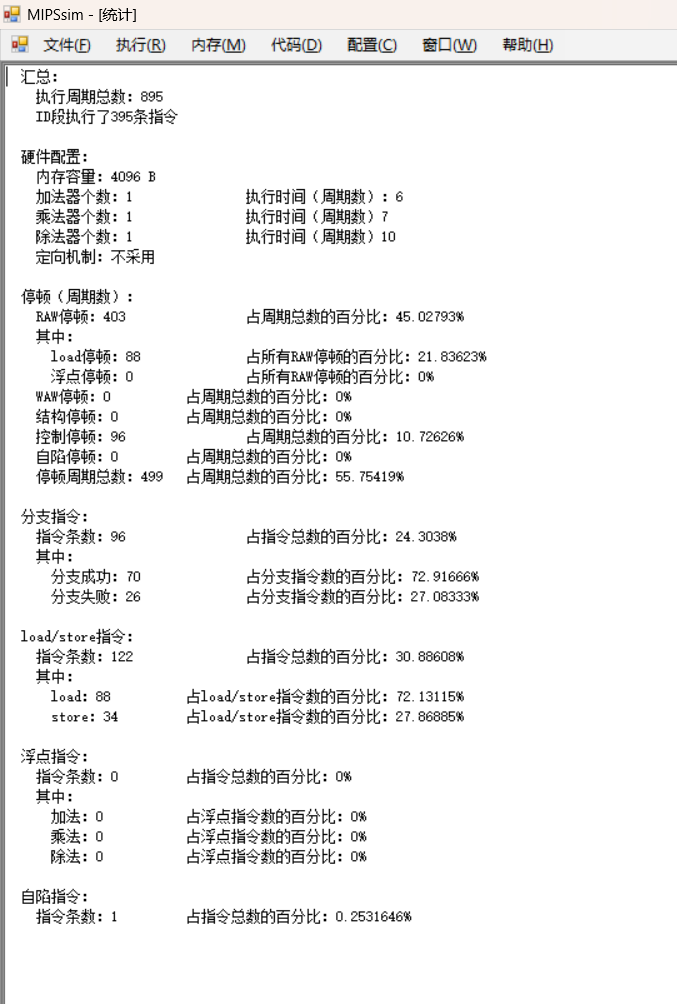 MIPSsim - [统计]
文件(F) 执行(R) 内存(M) 代码(D) 配置(C) 窗口(W) 帮助(H)
汇总:
执行周期总数: 895
ID段执行了395条指令
硬件配置:
内存容量: 4096 B
加法器个数: 1 执行时间(周期数): 6
乘法器个数: 1 执行时间(周期数)7
除法器个数: 1 执行时间(周期数)10
定向机制: 不采用
停顿(周期数):
RAW停顿: 403 占周期总数的百分比: 45.02793%
其中:
load停顿: 88 占所有RAW停顿的百分比: 21.83623%
浮点停顿: 0 占所有RAW停顿的百分比: 0%
WAW停顿: 0 占周期总数的百分比: 0%
结构停顿: 0 占周期总数的百分比: 0%
控制停顿: 96 占周期总数的百分比: 10.72626%
自陷停顿: 0 占周期总数的百分比: 0%
停顿周期总数: 499 占周期总数的百分比: 55.75419%
分支指令:
指令条数: 96 占指令总数的百分比: 24.3038%
其中:
分支成功: 70 占分支指令数的百分比: 72.91666%
分支失败: 26 占分支指令数的百分比: 27.08333%
load/store指令:
指令条数: 122 占指令总数的百分比: 30.88608%
其中:
load: 88 占load/store指令数的百分比: 72.13115%
store: 34 占load/store指令数的百分比: 27.86885%
浮点指令:
指令条数: 0 占指令总数的百分比: 0%
其中:
加法: 0 占浮点指令数的百分比: 0%
乘法: 0 占浮点指令数的百分比: 0%
除法: 0 占浮点指令数的百分比: 0%
自陷指令:
指令条数: 1 占指令总数的百分比: 0.2531646%